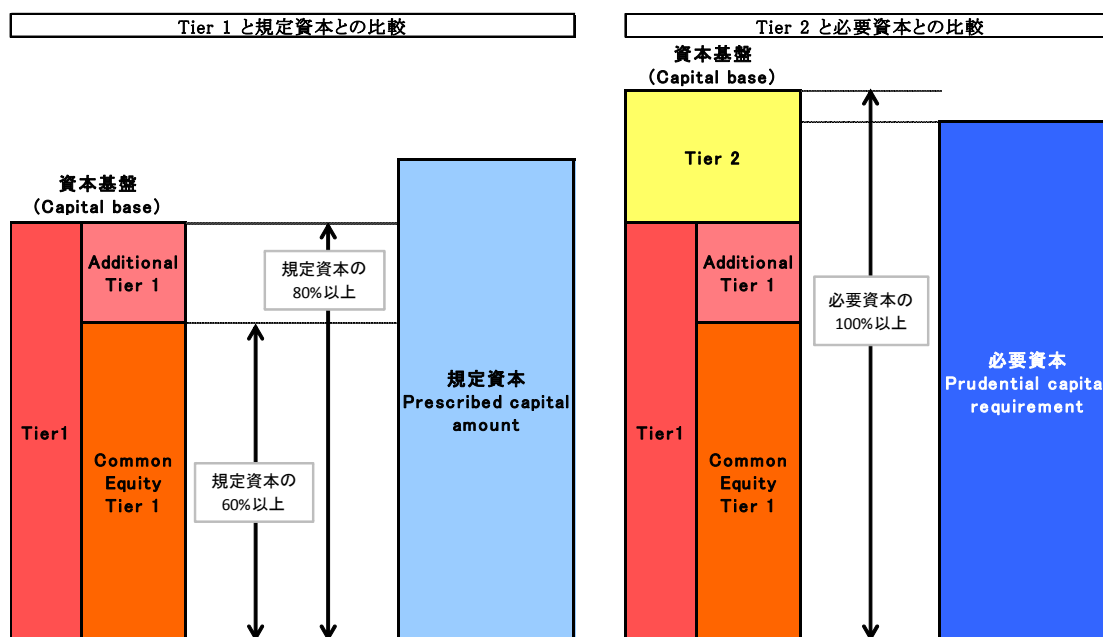 Tier 1 と規定資本との比較
資本基盤
(Capital base)
Additional
Tier 1
Tier1
Common
Equity
Tier 1
規定資本の
80%以上
規定資本の
60%以上
規定資本
Prescribed capital
amount
Tier 2 と必要資本との比較
資本基盤
(Capital base)
Tier 2
Additional
Tier 1
Tier1
Common
Equity
Tier 1
必要資本の
100%以上
必要資本
Prudential capital
requirement